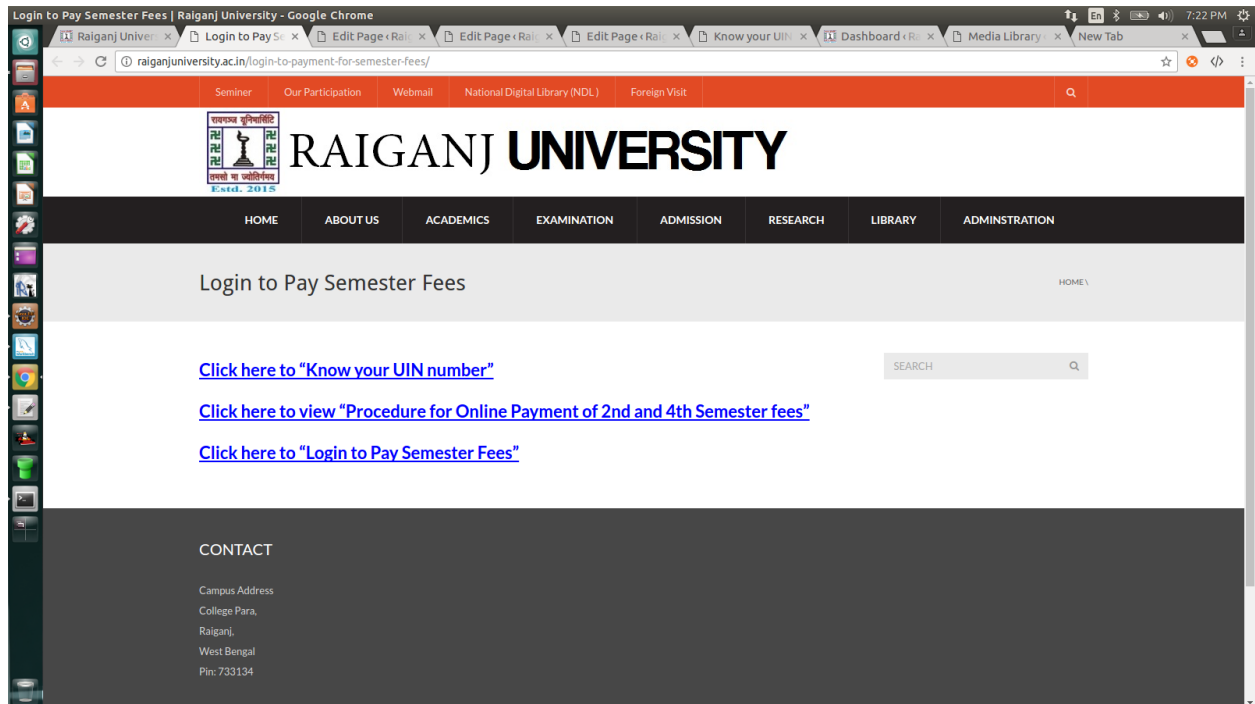 Login to Pay Semester Fees | Raiganj University - Google Chrome
En 7:22 PM
Raiganj Univer
Login to Pay Se
Edit Page ‹ Raig
Edit Page ‹ Raig
Edit Page ‹ Raig
Know your UIN
Dashboard ‹ Ra
Media Library ‹
New Tab
raiganjuniversity.ac.in/login-to-payment-for-semester-fees/
Seminer Our Participation Webmail National Digital Library (NDL) Foreign Visit
रायगञ्ज यूनिभार्सिटि
तमसो मा ज्योतिर्गमय
Estd. 2015
RAIGANJ UNIVERSITY
HOME ABOUT US ACADEMICS EXAMINATION ADMISSION RESEARCH LIBRARY ADMINSTRATION
Login to Pay Semester Fees
HOME \
Click here to “Know your UIN number”
SEARCH
Click here to view “Procedure for Online Payment of 2nd and 4th Semester fees”
Click here to “Login to Pay Semester Fees”
CONTACT
Campus Address
College Para,
Raiganj,
West Bengal
Pin: 733134